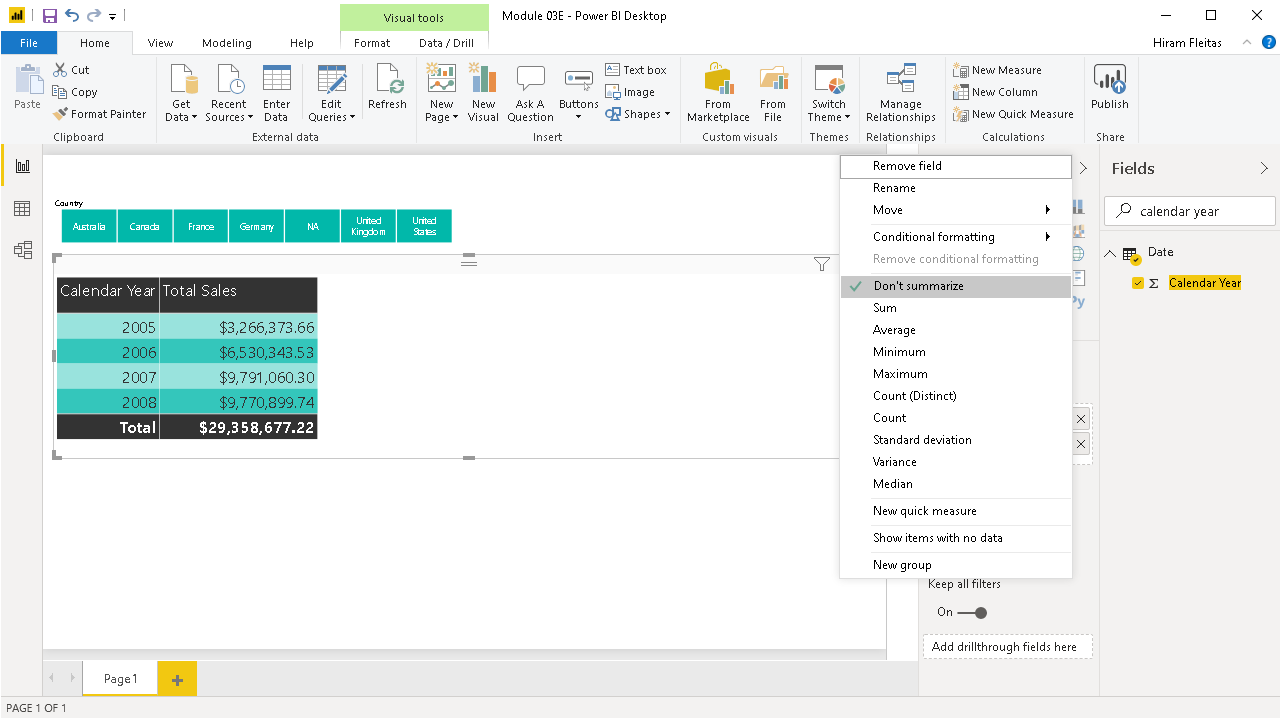 Visual tools
Module 03E - Power BI Desktop
File
Home
View
Modeling
Help
Format
Data / Drill
Hiram Fleitas
Paste
Cut
Copy
Format Painter
Clipboard
Get
Data
Recent
Sources
Enter
Data
Edit
Queries
External data
Refresh
New
Page
New
Visual
Ask A
Question
Buttons
Text box
Image
Shapes
Insert
From
Marketplace
From
File
Custom visuals
Switch
Theme
Themes
Manage
Relationships
Relationships
New Measure
New Column
New Quick Measure
Calculations
Publish
Share
Country
Australia
Canada
France
Germany
NA
United
Kingdom
United
States
Calendar Year Total Sales
2005 $3,266,373.66
2006 $6,530,343.53
2007 $9,791,060.30
2008 $9,770,899.74
Total $29,358,677.22
Remove field
Rename
Move
Conditional formatting
Remove conditional formatting
Don't summarize
Sum
Average
Minimum
Maximum
Count (Distinct)
Count
Standard deviation
Variance
Median
New quick measure
Show items with no data
New group
Py
Keep all filters
On
Add drillthrough fields here
Fields
calendar year
Date
Σ Calendar Year
Page1
PAGE 1 OF 1